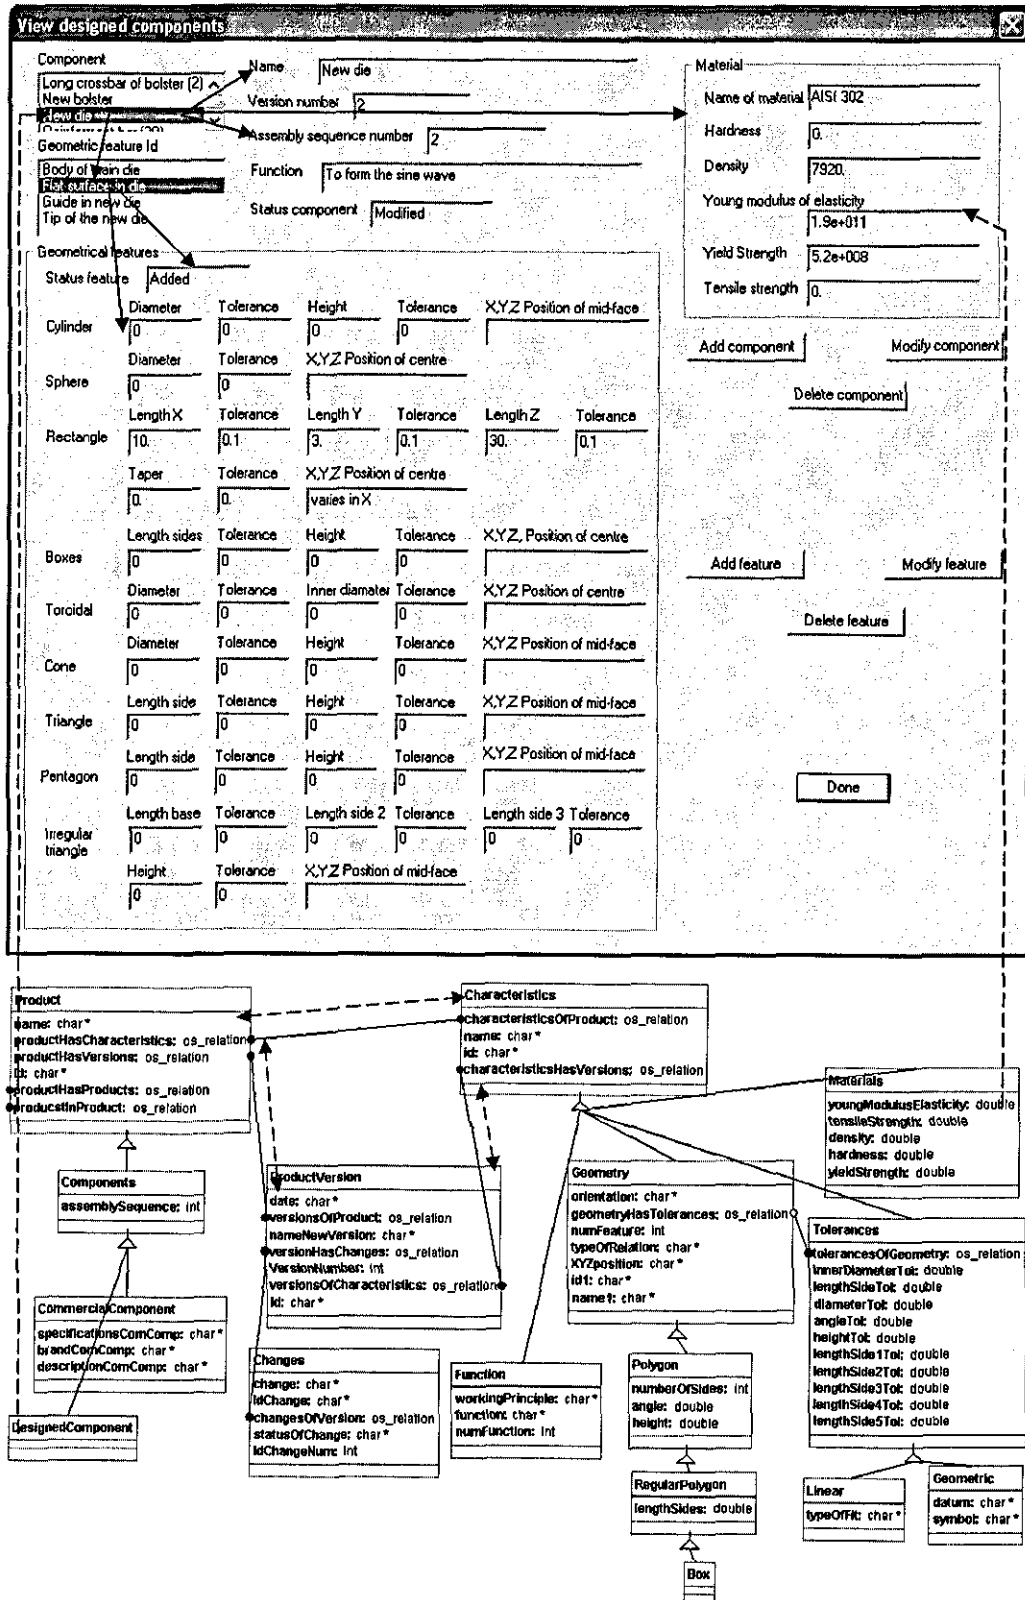 View designed components
Component
Long crossbar of bolster (2)
New bolster
New die
Geometric feature Id
Body of main die
Flat surface in die
Guide in new die
Tip of the new die
Name
New die
Version number
2
Assembly sequence number
2
Function
To form the sine wave
Status component
Modified
Material
Name of material
AISI 302
Hardness
0.
Density
7920.
Young modulus of elasticity
1.9e+011
Yield Strength
5.2e+008
Tensile strength
0.
Geometrical features
Status feature
Added
Diameter Tolerance Height Tolerance X,Y,Z Position of mid-face
Cylinder 0 0 0 0
Diameter Tolerance X,Y,Z Position of centre
Sphere 0 0
Length X Tolerance Length Y Tolerance Length Z Tolerance
Rectangle 10. 0.1 3. 0.1 30. 0.1
Taper Tolerance X,Y,Z Position of centre
0. 0. varies in X
Length sides Tolerance Height Tolerance X,Y,Z, Position of centre
Boxes 0 0 0 0
Diameter Tolerance Inner diamater Tolerance X,Y,Z Position of centre
Toroidal 0 0 0 0
Diameter Tolerance Height Tolerance X,Y,Z Position of mid-face
Cone 0 0 0 0
Length side Tolerance Height Tolerance X,Y,Z Position of mid-face
Triangle 0 0 0 0
Length side Tolerance Height Tolerance X,Y,Z Position of mid-face
Pentagon 0 0 0 0
Length base Tolerance Length side 2 Tolerance Length side 3 Tolerance
Irregular triangle 0 0 0 0 0 0
Height Tolerance X,Y,Z Position of mid-face
0 0
Add component
Modify component
Delete component
Add feature
Modify feature
Delete feature
Done
Product
name: char*
productHasCharacteristics: os_relation
productHasVersions: os_relation
id: char*
productHasProducts: os_relation
producstInProduct: os_relation
Characteristics
characteristicsOfProduct: os_relation
name: char*
id: char*
characteristicsHasVersions: os_relation
Materials
youngModulusElasticity: double
tensileStrength: double
density: double
hardness: double
yieldStrength: double
Components
assemblySequence: int
ProductVersion
date: char*
versionsOfProduct: os_relation
nameNewVersion: char*
versionHasChanges: os_relation
VersionNumber: int
versionsOfCharacteristics: os_relation
id: char*
Geometry
orientation: char*
geometryHasTolerances: os_relation
numFeature: int
typeOfRelation: char*
XYZposition: char*
id1: char*
name1: char*
Tolerances
tolerancesOfGeometry: os_relation
innerDiameterTol: double
lengthSideTol: double
diameterTol: double
angleTol: double
heightTol: double
lengthSide1Tol: double
lengthSide2Tol: double
lengthSide3Tol: double
lengthSide4Tol: double
lengthSide5Tol: double
CommercialComponent
specificationsComComp: char*
brandComComp: char*
descriptionComComp: char*
DesignedComponent
Changes
change: char*
idChange: char*
changesOfVersion: os_relation
statusOfChange: char*
idChangeNum: int
Function
workingPrinciple: char*
function: char*
numFunction: int
Polygon
numberOfSides: int
angle: double
height: double
RegularPolygon
lengthSides: double
Box
Linear
typeOfFit: char*
Geometric
datum: char*
symbol: char*